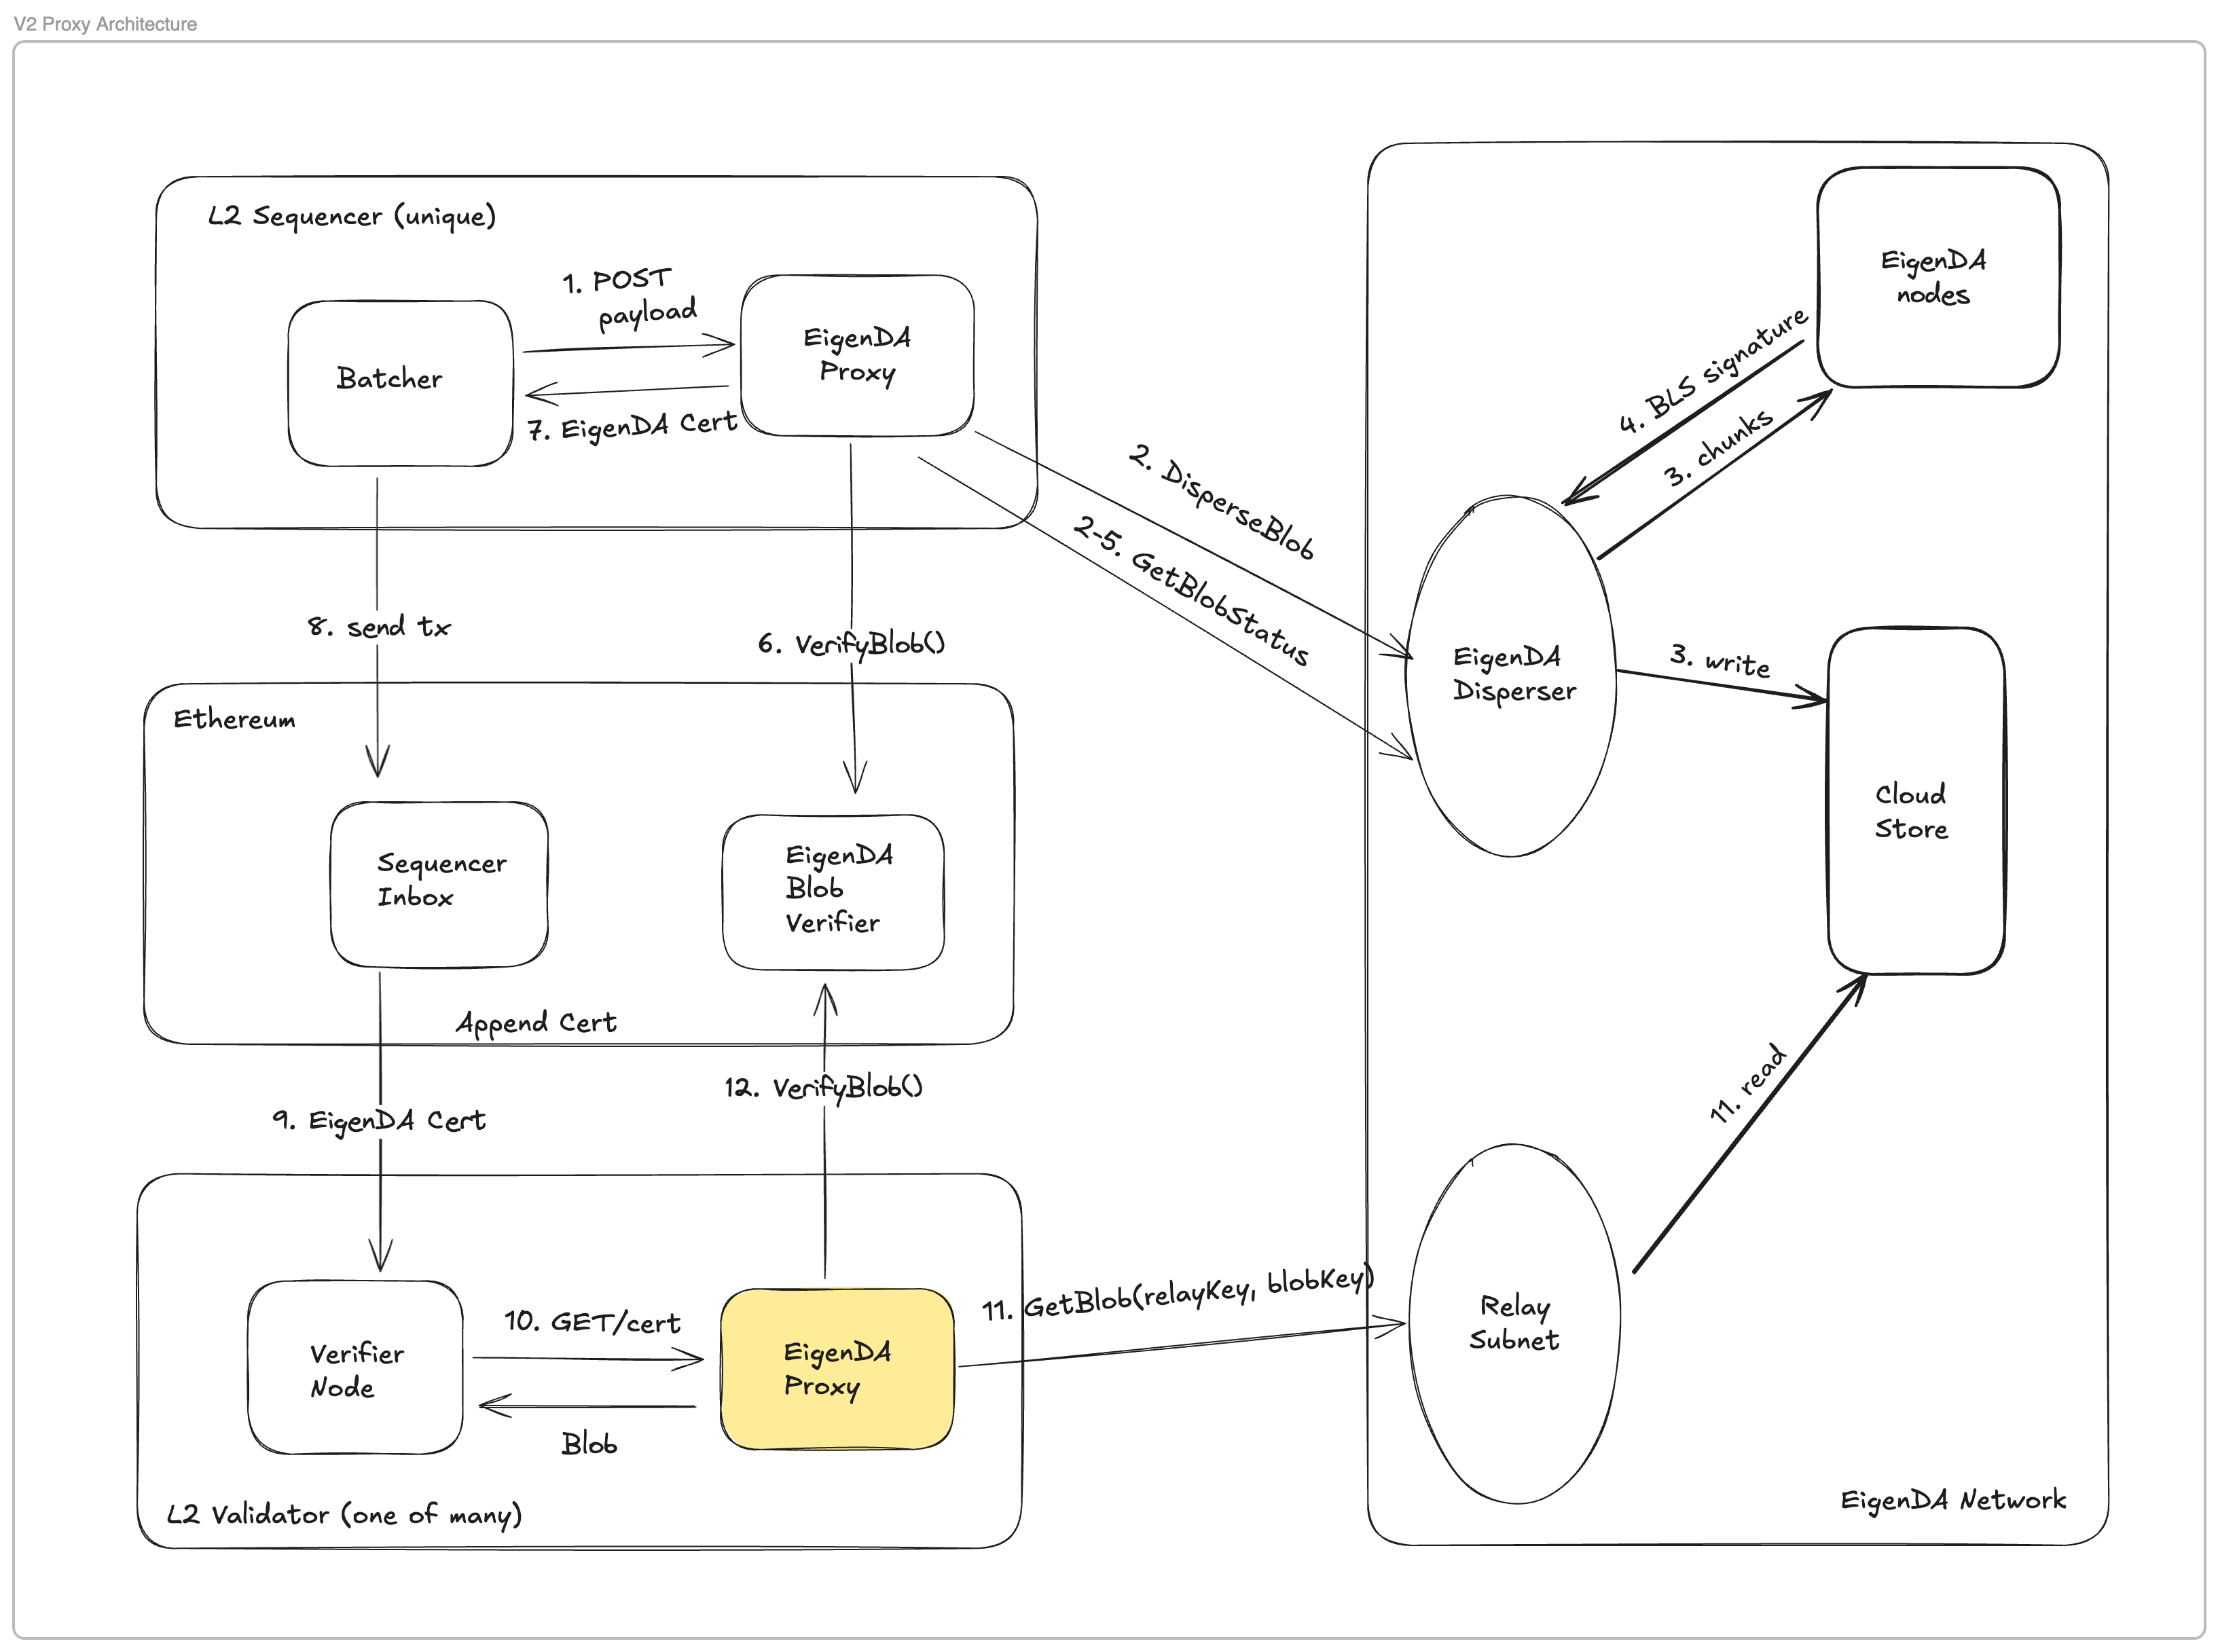 V2 Proxy Architecture
L2 Sequencer (unique)
1. POST
payload
Batcher
EigenDA
Proxy
7. EigenDA Cert
2. DisperseBlob
2-5. GetBlobStatus
EigenDA
nodes
4. BLS signature
3. chunks
8. send tx
6. VerifyBlob()
EigenDA
Disperser
3. write
Cloud
Store
Ethereum
Sequencer
Inbox
EigenDA
Blob
Verifier
Append Cert
9. EigenDA Cert
12. VerifyBlob()
11. read
Verifier
Node
10. GET/cert
Blob
EigenDA
Proxy
11. GetBlob(relayKey, blobKey)
Relay
Subnet
L2 Validator (one of many)
EigenDA Network